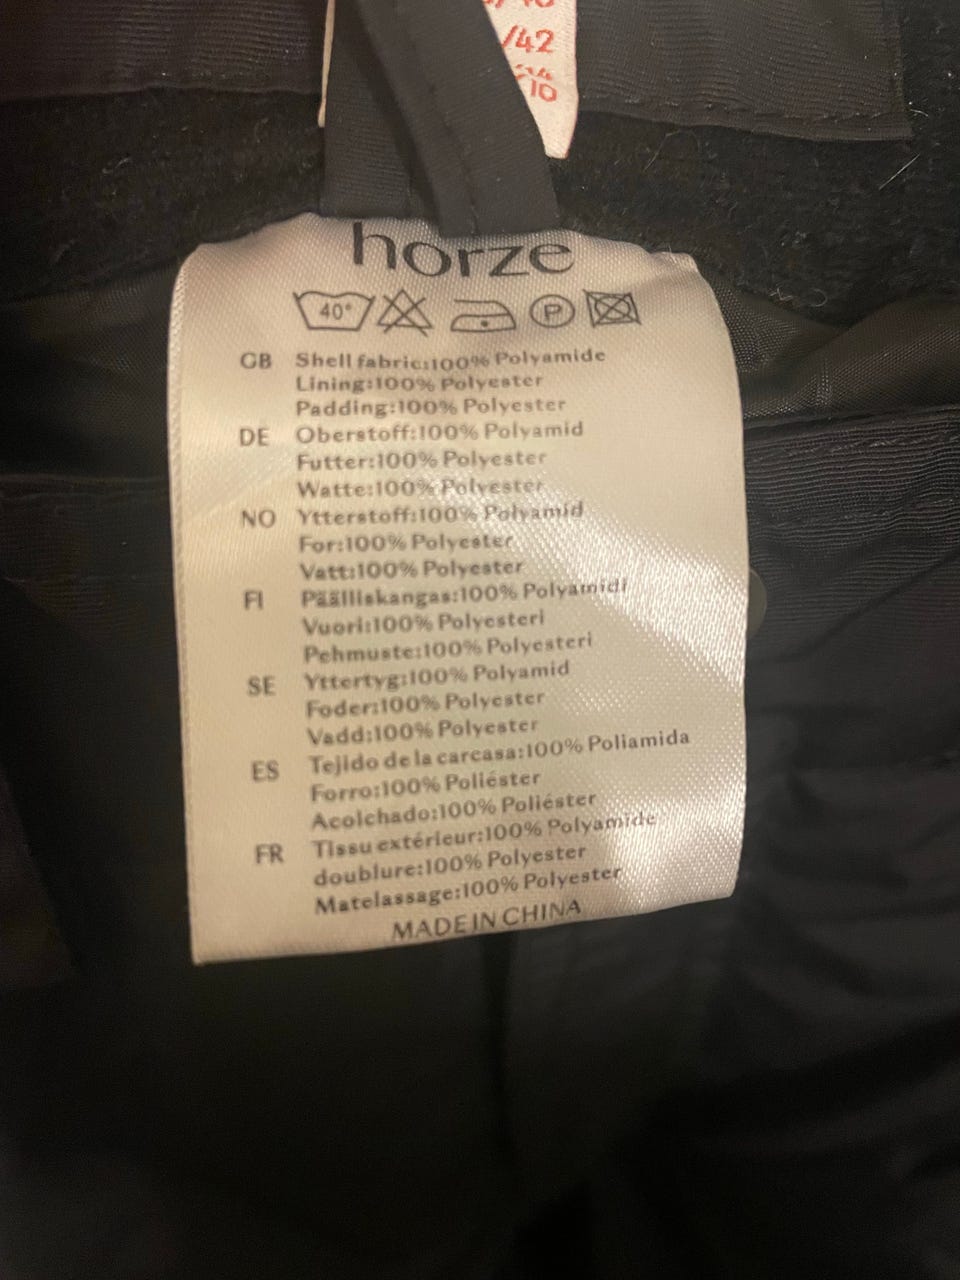 /42
10
horze
40°
P
GB Shell fabric:100% Polyamide
Lining:100% Polyester
Padding:100% Polyester
DE Oberstoff:100% Polyamid
Futter:100% Polyester
Watte:100% Polyester
NO Ytterstoff:100% Polyamid
For:100% Polyester
Vatt:100% Polyester
FI Päälliskangas:100% Polyamidi
Vuori:100% Polyesteri
Pehmuste:100% Polyesteri
SE Yttertyg:100% Polyamid
Foder:100% Polyester
Vadd:100% Polyester
ES Tejido de la carcasa:100% Poliamida
Forro:100% Poliéster
Acolchado:100% Poliéster
FR Tissu extérieur:100% Polyamide
doublure:100% Polyester
Matelassage:100% Polyester
MADE IN CHINA